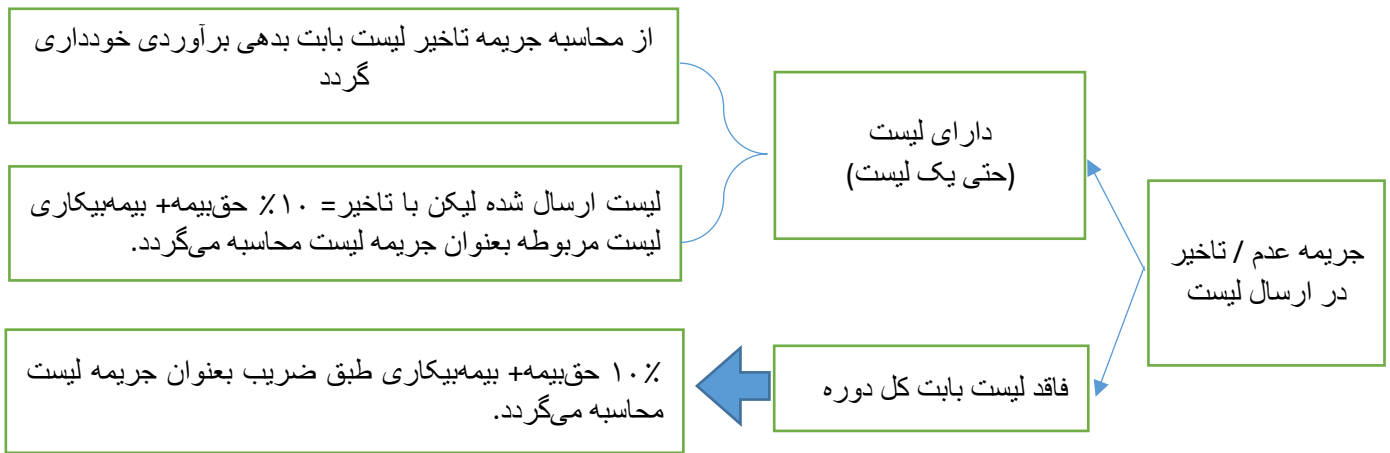 جریمه عدم / تاخیر
در ارسال لیست
دارای لیست
(حتی یک لیست)
از محاسبه جریمه تاخیر لیست بابت بدهی برآوردی خودداری
گردد
لیست ارسال شده لیکن با تاخیر= ۱۰٪ حق‌بیمه+ بیمه‌بیکاری
لیست مربوطه بعنوان جریمه لیست محاسبه می‌گردد.
فاقد لیست بابت کل دوره
۱۰٪ حق‌بیمه+ بیمه‌بیکاری طبق ضریب بعنوان جریمه لیست
محاسبه می‌گردد.